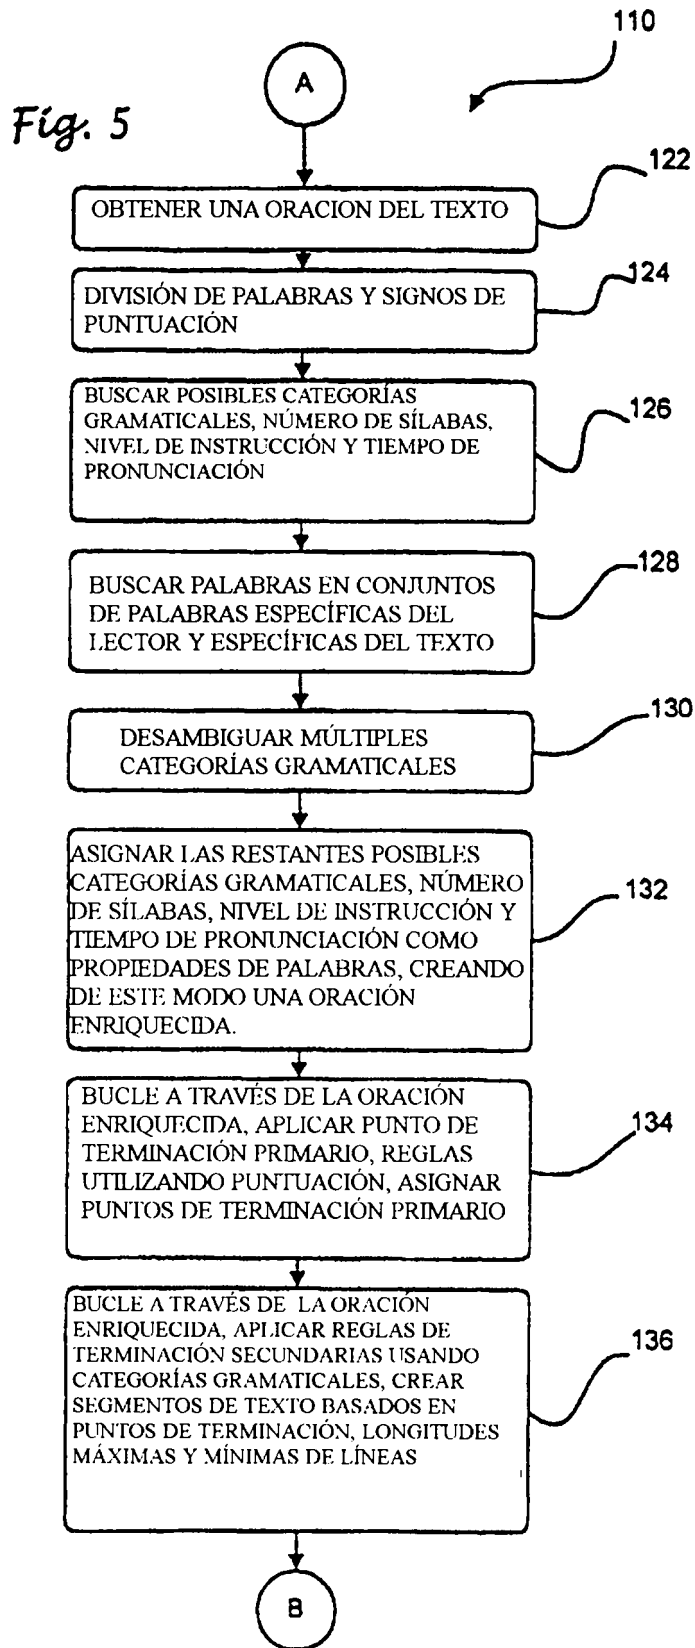 110
A
Fig. 5
122
OBTENER UNA ORACION DEL TEXTO
124
DIVISIÓN DE PALABRAS Y SIGNOS DE
PUNTUACIÓN
126
BUSCAR POSIBLES CATEGORÍAS
GRAMATICALES, NÚMERO DE SÍLABAS,
NIVEL DE INSTRUCCIÓN Y TIEMPO DE
PRONUNCIACIÓN
128
BUSCAR PALABRAS EN CONJUNTOS
DE PALABRAS ESPECÍFICAS DEL
LECTOR Y ESPECÍFICAS DEL TEXTO
130
DESAMBIGUAR MÚLTIPLES
CATEGORÍAS GRAMATICALES
132
ASIGNAR LAS RESTANTES POSIBLES
CATEGORÍAS GRAMATICALES, NÚMERO
DE SÍLABAS, NIVEL DE INSTRUCCIÓN Y
TIEMPO DE PRONUNCIACIÓN COMO
PROPIEDADES DE PALABRAS, CREANDO
DE ESTE MODO UNA ORACIÓN
ENRIQUECIDA.
134
BUCLE A TRAVÉS DE LA ORACIÓN
ENRIQUECIDA, APLICAR PUNTO DE
TERMINACIÓN PRIMARIO, REGLAS
UTILIZANDO PUNTUACIÓN, ASIGNAR
PUNTOS DE TERMINACIÓN PRIMARIO
136
BUCLE A TRAVÉS DE LA ORACIÓN
ENRIQUECIDA, APLICAR REGLAS DE
TERMINACIÓN SECUNDARIAS USANDO
CATEGORÍAS GRAMATICALES, CREAR
SEGMENTOS DE TEXTO BASADOS EN
PUNTOS DE TERMINACIÓN, LONGITUDES
MÁXIMAS Y MÍNIMAS DE LÍNEAS
B